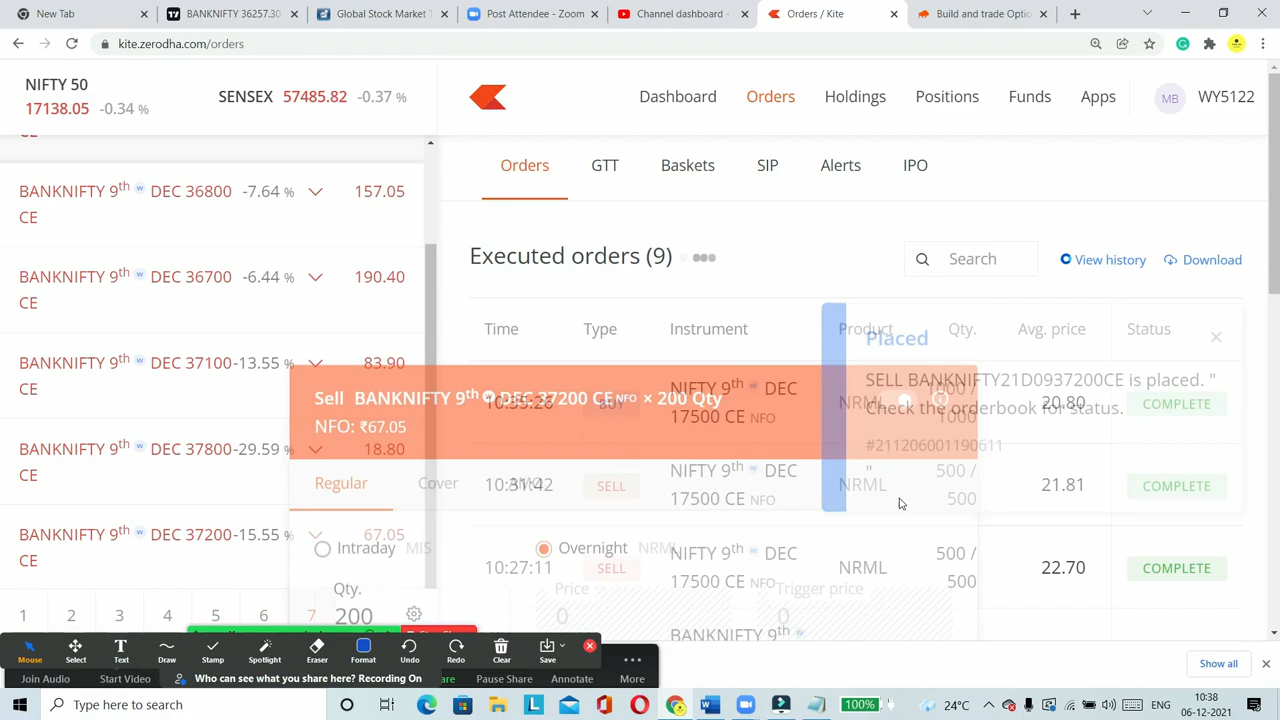 New Tab
BANKNIFTY 36257.30
Global Stock Market
Post Attendee - Zoom
Channel dashboard -
Orders / Kite
Build and trade Optio
kite.zerodha.com/orders
NIFTY 50
17138.05 -0.34 %
SENSEX 57485.82 -0.37 %
Dashboard Orders Holdings Positions Funds Apps MB WY5122
CE
Orders GTT Baskets SIP Alerts IPO
BANKNIFTY 9th w DEC 36800 -7.64 % 157.05
CE
BANKNIFTY 9th w DEC 36700 -6.44 % 190.40
CE
BANKNIFTY 9th w DEC 37100 -13.55 % 83.90
CE
BANKNIFTY 9th w DEC 37800 -29.59 % 18.80
CE
BANKNIFTY 9th w DEC 37200 -15.55 % 67.05
CE
1 2 3 4 5 6 7
Executed orders (9)
Search
View history
Download
Time Type Instrument Product Qty. Avg. price Status
10:35:26 BUY NIFTY 9th w DEC NRML 1000 / 20.80 COMPLETE
17500 CE NFO 1000
10:31:42 SELL NIFTY 9th w DEC NRML 500 / 21.81 COMPLETE
17500 CE NFO 500
10:27:11 SELL NIFTY 9th w DEC NRML 500 / 22.70 COMPLETE
17500 CE NFO 500
BANKNIFTY 9th w
Placed
SELL BANKNIFTY21D0937200CE is placed. "
Check the orderbook for status.
#211206001190611
"
Sell BANKNIFTY 9th w DEC 37200 CE NFO × 200 Qty
NFO: ₹67.05
Regular Cover AMO
Intraday MIS Overnight NRML
Qty. Price Trigger price
200 0 0
Mouse Select Text Draw Stamp Spotlight Eraser Format Undo Redo Clear Save
Join Audio Start Video Who can see what you share here? Recording On Pause Share Annotate More
Show all
Type here to search
100%
24°C
ENG
10:38
06-12-2021